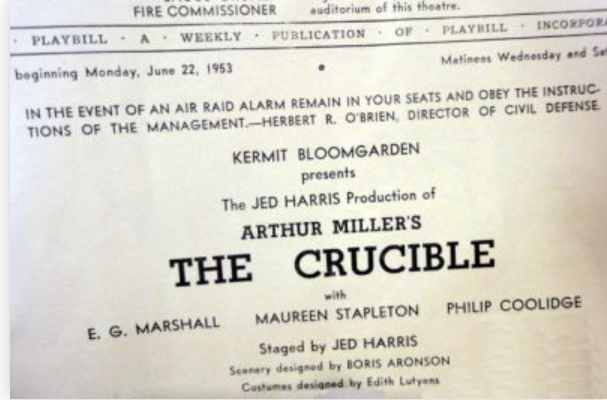 FIRE COMMISSIONER auditorium of this theatre.
· PLAYBILL · A · WEEKLY · PUBLICATION · OF · PLAYBILL · INCORPORA
beginning Monday, June 22, 1953 • Matinees Wednesday and Sat
IN THE EVENT OF AN AIR RAID ALARM REMAIN IN YOUR SEATS AND OBEY THE INSTRUC-
TIONS OF THE MANAGEMENT.—HERBERT R. O'BRIEN, DIRECTOR OF CIVIL DEFENSE.
KERMIT BLOOMGARDEN
presents
The JED HARRIS Production of
ARTHUR MILLER'S
THE CRUCIBLE
with
E. G. MARSHALL MAUREEN STAPLETON PHILIP COOLIDGE
Staged by JED HARRIS
Scenery designed by BORIS ARONSON
Costumes designed by Edith Lutyens